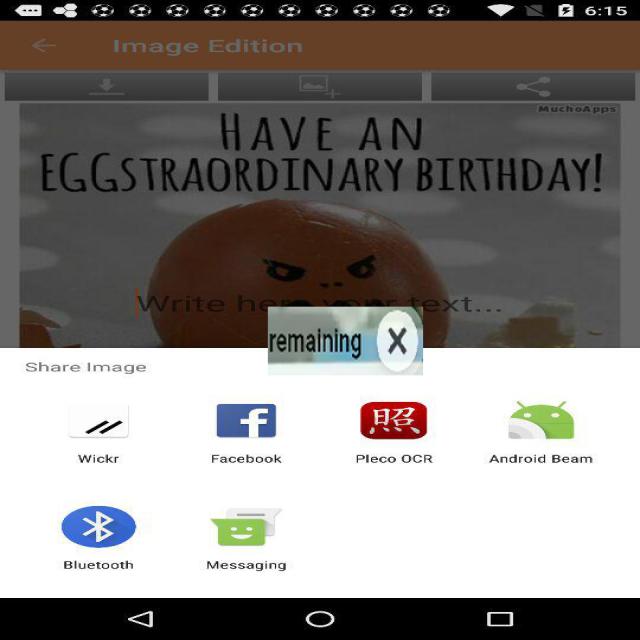 6:15
Image Edition
MuchoApps
HAVE AN
EGGSTRAORDINARY BIRTHDAY!
Write here your text...
remaining X
Share Image
照
Wickr
Facebook
Pleco OCR
Android Beam
Bluetooth
Messaging